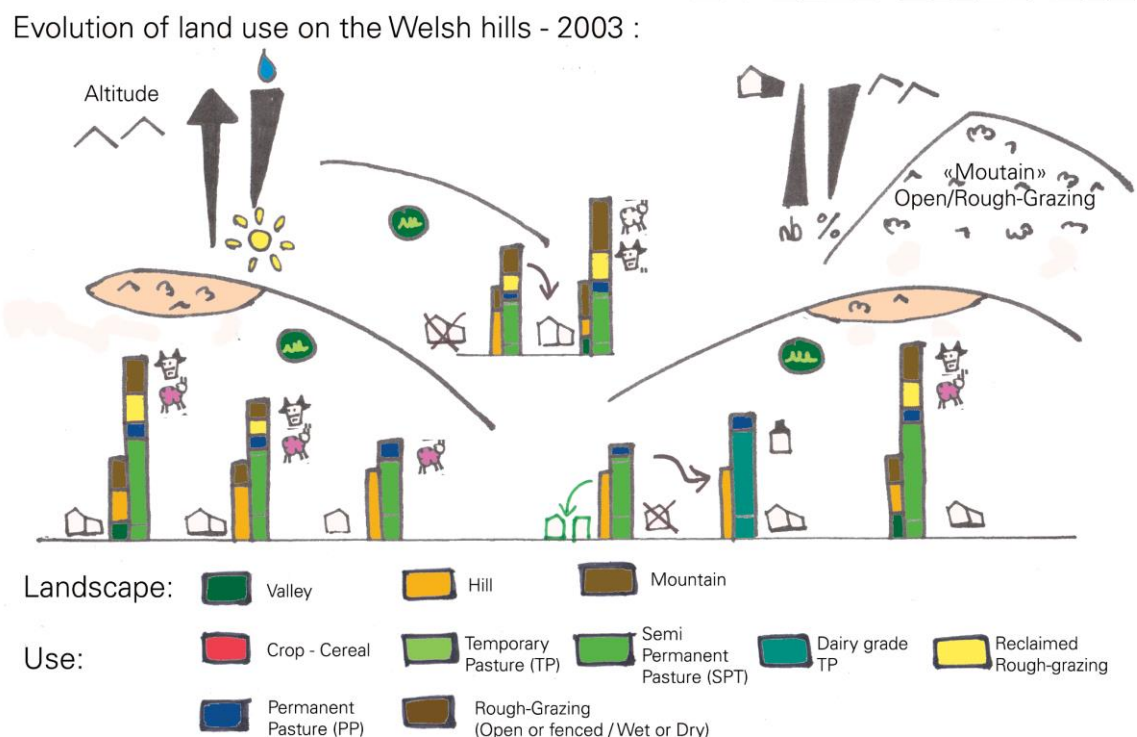 Evolution of land use on the Welsh hills - 2003 :
Altitude
«Moutain»
Open/Rough-Grazing
nb %
Landscape:
Valley
Hill
Mountain
Use:
Crop - Cereal
Temporary
Pasture (TP)
Semi
Permanent
Pasture (SPT)
Dairy grade
TP
Reclaimed
Rough-grazing
Permanent
Pasture (PP)
Rough-Grazing
(Open or fenced / Wet or Dry)